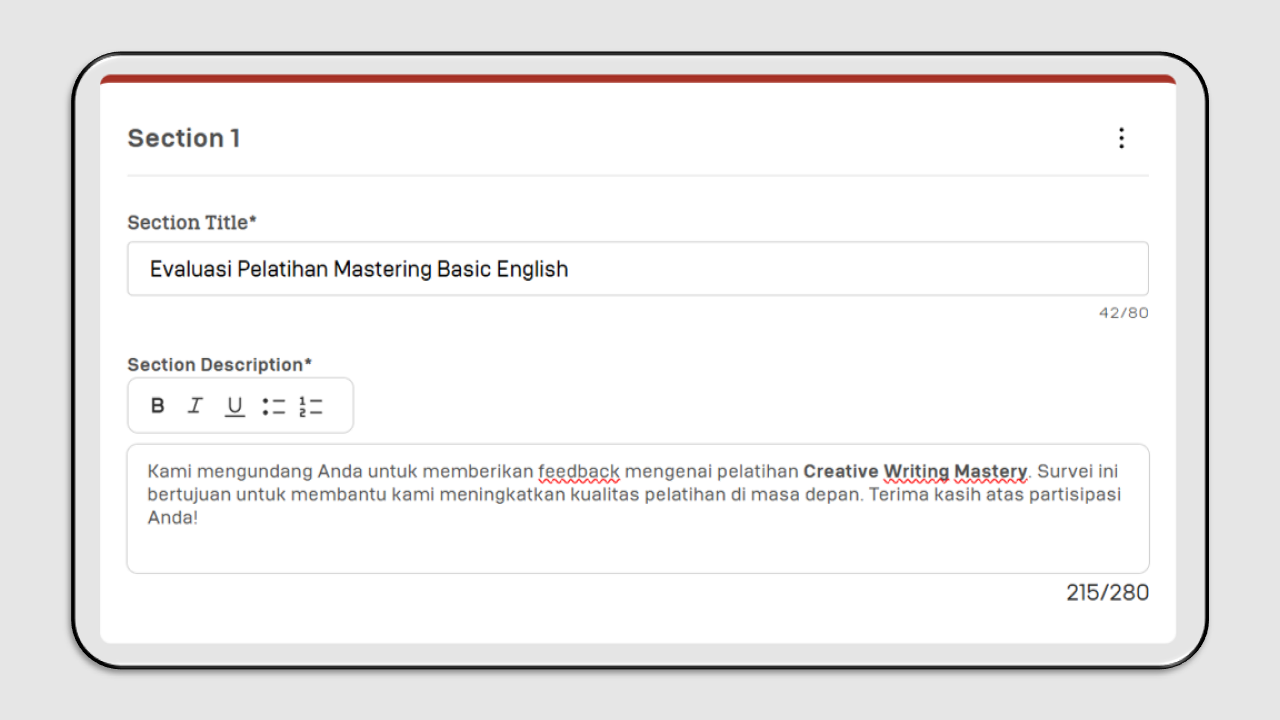 Section 1
Section Title*
Evaluasi Pelatihan Mastering Basic English
42/80
Section Description*
B I U
Kami mengundang Anda untuk memberikan feedback mengenai pelatihan Creative Writing Mastery. Survei ini
bertujuan untuk membantu kami meningkatkan kualitas pelatihan di masa depan. Terima kasih atas partisipasi
Anda!
215/280